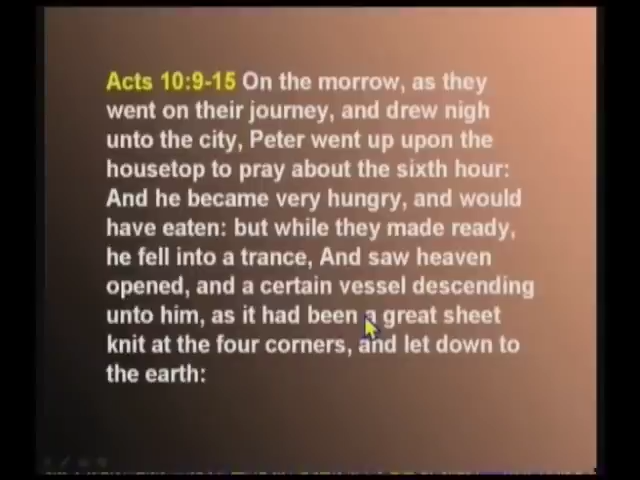 Acts 10:9-15 On the morrow, as they
went on their journey, and drew nigh
unto the city, Peter went up upon the
housetop to pray about the sixth hour:
And he became very hungry, and would
have eaten: but while they made ready,
he fell into a trance, And saw heaven
opened, and a certain vessel descending
unto him, as it had been a great sheet
knit at the four corners, and let down to
the earth: